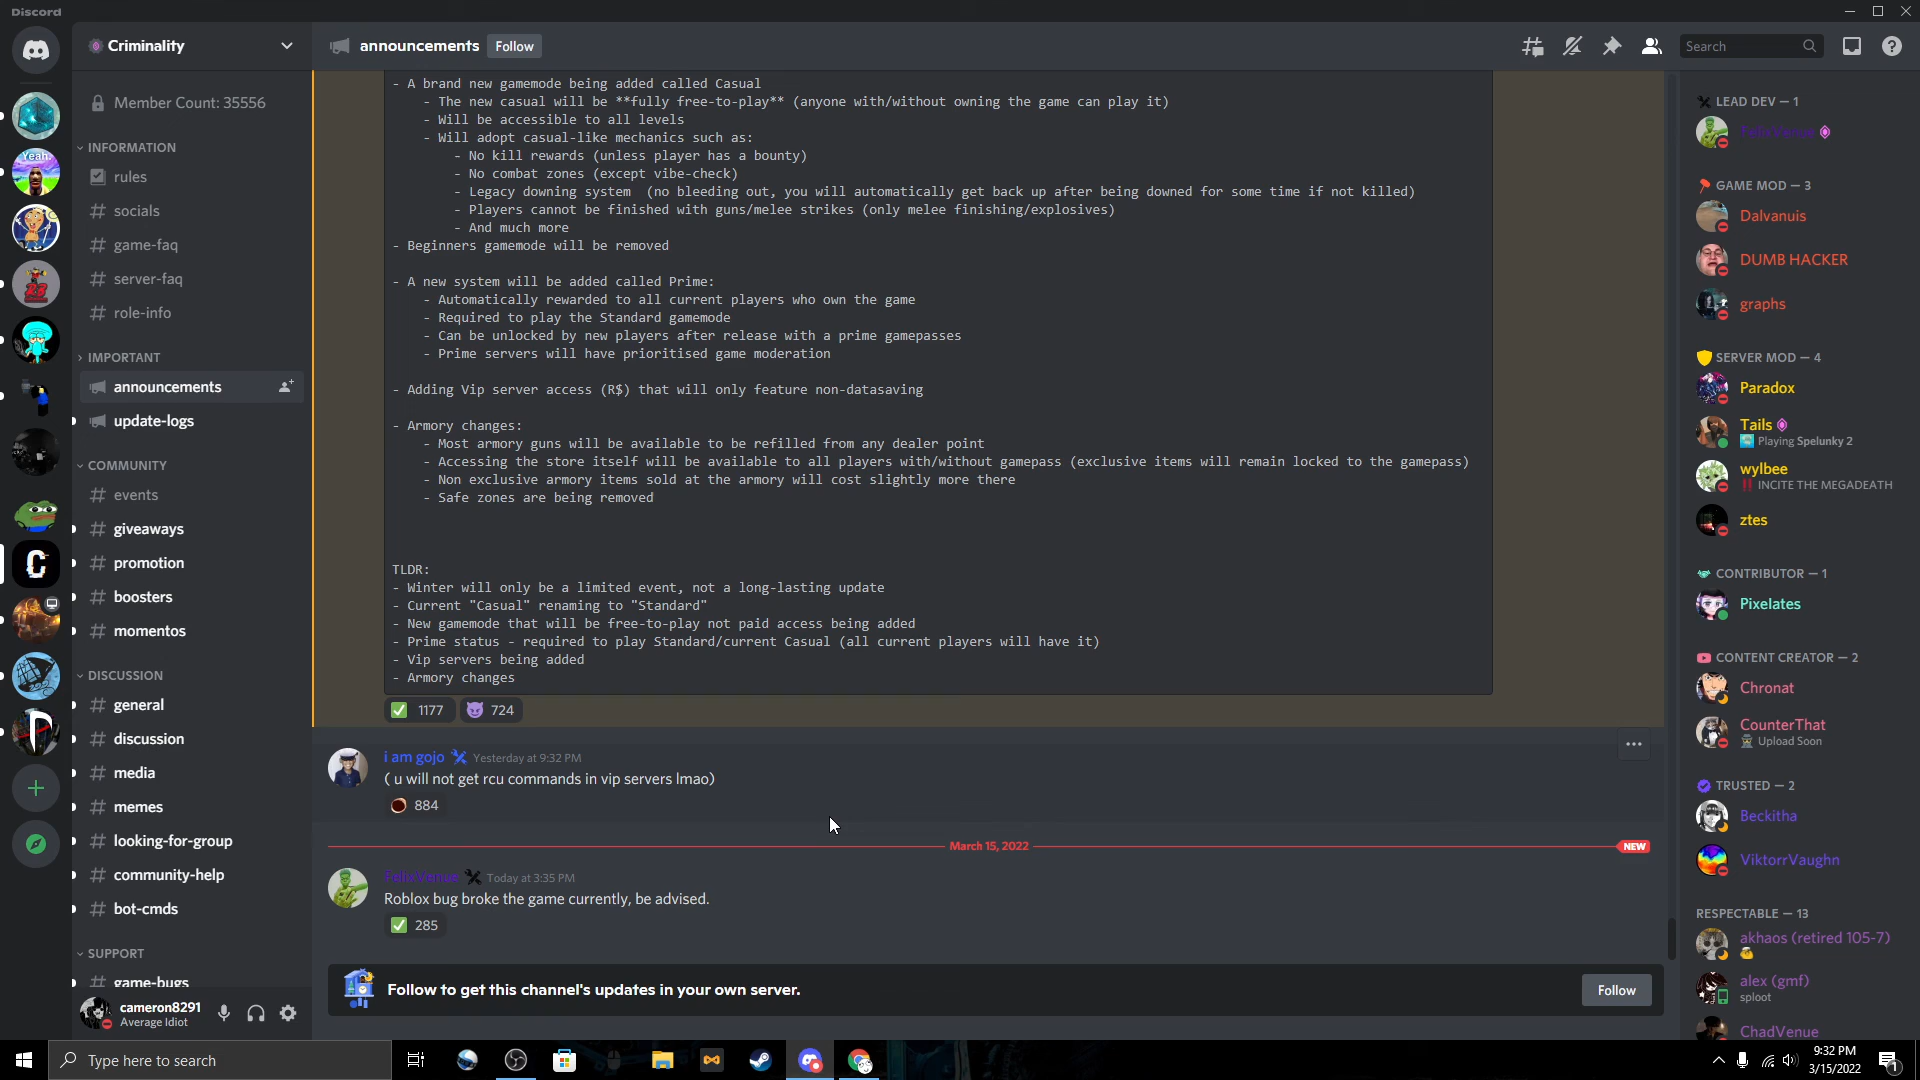 Discord
Criminality
announcements
Follow
Search
Yeah.
Member Count: 35556
INFORMATION
rules
socials
game-faq
server-faq
role-info
IMPORTANT
announcements
update-logs
COMMUNITY
events
giveaways
promotion
boosters
momentos
DISCUSSION
general
discussion
media
memes
looking-for-group
community-help
bot-cmds
SUPPORT
game-bugs
cameron8291
Average Idiot
- A brand new gamemode being added called Casual
- The new casual will be **fully free-to-play** (anyone with/without owning the game can play it)
- Will be accessible to all levels
- Will adopt casual-like mechanics such as:
- No kill rewards (unless player has a bounty)
- No combat zones (except vibe-check)
- Legacy downing system  (no bleeding out, you will automatically get back up after being downed for some time if not killed)
- Players cannot be finished with guns/melee strikes (only melee finishing/explosives)
- And much more
- Beginners gamemode will be removed
- A new system will be added called Prime:
- Automatically rewarded to all current players who own the game
- Required to play the Standard gamemode
- Can be unlocked by new players after release with a prime gamepasses
- Prime servers will have prioritised game moderation
- Adding Vip server access (R$) that will only feature non-datasaving
- Armory changes:
- Most armory guns will be available to be refilled from any dealer point
- Accessing the store itself will be available to all players with/without gamepass (exclusive items will remain locked to the gamepass)
- Non exclusive armory items sold at the armory will cost slightly more there
- Safe zones are being removed
TLDR:
- Winter will only be a limited event, not a long-lasting update
- Current "Casual" renaming to "Standard"
- New gamemode that will be free-to-play not paid access being added
- Prime status - required to play Standard/current Casual (all current players will have it)
- Vip servers being added
- Armory changes
1177 724
i am gojo Yesterday at 9:32 PM
( u will not get rcu commands in vip servers lmao)
884
March 15, 2022
NEW
FelixVenue Today at 3:35 PM
Roblox bug broke the game currently, be advised.
285
Follow to get this channel's updates in your own server.
Follow
LEAD DEV — 1
FelixVenue
GAME MOD — 3
Dalvanuis
DUMB HACKER
graphs
SERVER MOD — 4
Paradox
Tails
Playing Spelunky 2
wylbee
INCITE THE MEGADEATH
ztes
CONTRIBUTOR — 1
Pixelates
CONTENT CREATOR — 2
Chronat
CounterThat
Upload Soon
TRUSTED — 2
Beckitha
ViktorrVaughn
RESPECTABLE — 13
akhaos (retired 105-7)
alex (gmf)
sploot
ChadVenue
Type here to search
9:32 PM
3/15/2022
1